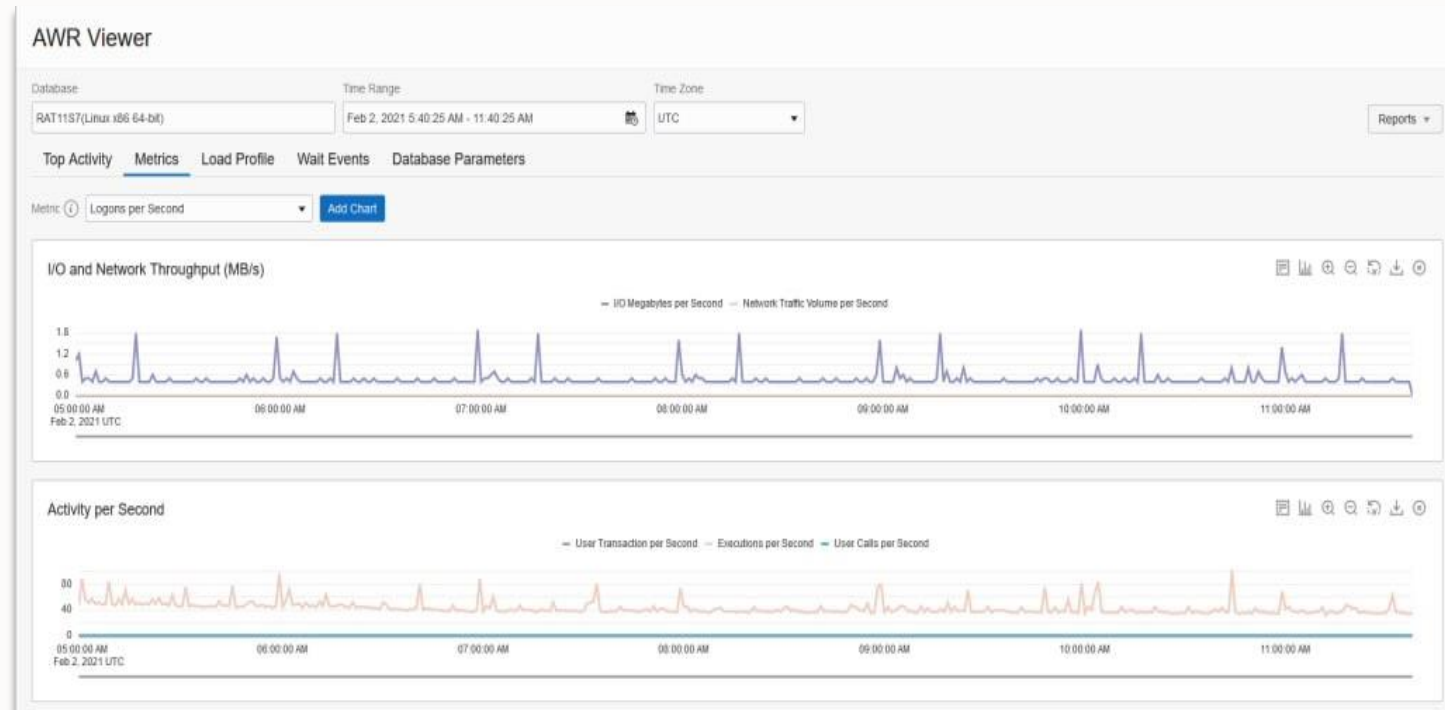 AWR Viewer
Database Time Range Time Zone
RAT11S7(Linux x86 64-bit) Feb 2, 2021 5:40:25 AM - 11:40:25 AM UTC Reports
Top Activity Metrics Load Profile Wait Events Database Parameters
Metric Logons per Second Add Chart
I/O and Network Throughput (MB/s)
I/O Megabytes per Second Network Traffic Volume per Second
1.8
1.2
0.6
0.0
05:00:00 AM 06:00:00 AM 07:00:00 AM 08:00:00 AM 09:00:00 AM 10:00:00 AM 11:00:00 AM
Feb 2, 2021 UTC
Activity per Second
User Transaction per Second Executions per Second User Calls per Second
80
40
0
05:00:00 AM 06:00:00 AM 07:00:00 AM 08:00:00 AM 09:00:00 AM 10:00:00 AM 11:00:00 AM
Feb 2, 2021 UTC